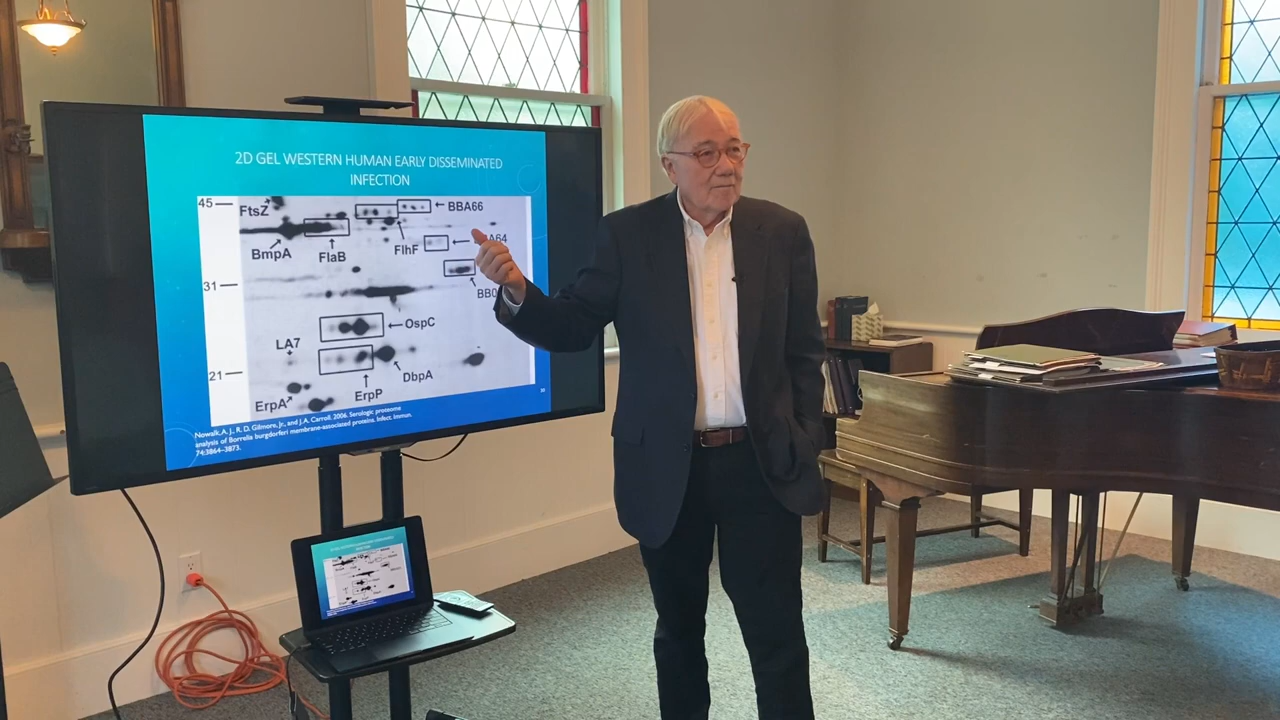 2D GEL WESTERN HUMAN EARLY DISSEMINATED
INFECTION
45
FtsZ
BBA66
BmpA
FlaB
FlhF
A64
31
BB0
OspC
LA7
21
DbpA
ErpP
ErpA
Nowalk, A. J., R. D. Gilmore, Jr., and J.A. Carroll. 2006. Serologic proteome
analysis of Borrelia burgdorferi membrane-associated proteins. Infect. Immun.
74:3864–3873.